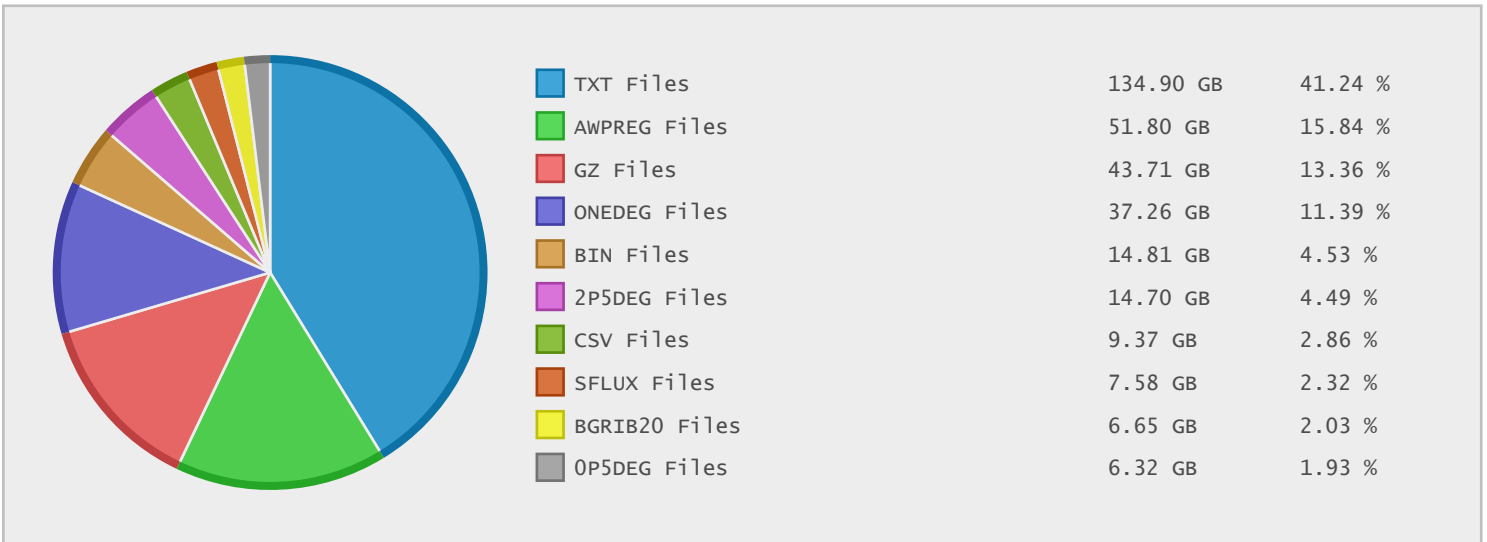 TXT Files 134.90 GB 41.24 %
AWPREG Files 51.80 GB 15.84 %
GZ Files 43.71 GB 13.36 %
ONEDEG Files 37.26 GB 11.39 %
BIN Files 14.81 GB 4.53 %
2P5DEG Files 14.70 GB 4.49 %
CSV Files 9.37 GB 2.86 %
SFLUX Files 7.58 GB 2.32 %
BGRIB20 Files 6.65 GB 2.03 %
0P5DEG Files 6.32 GB 1.93 %